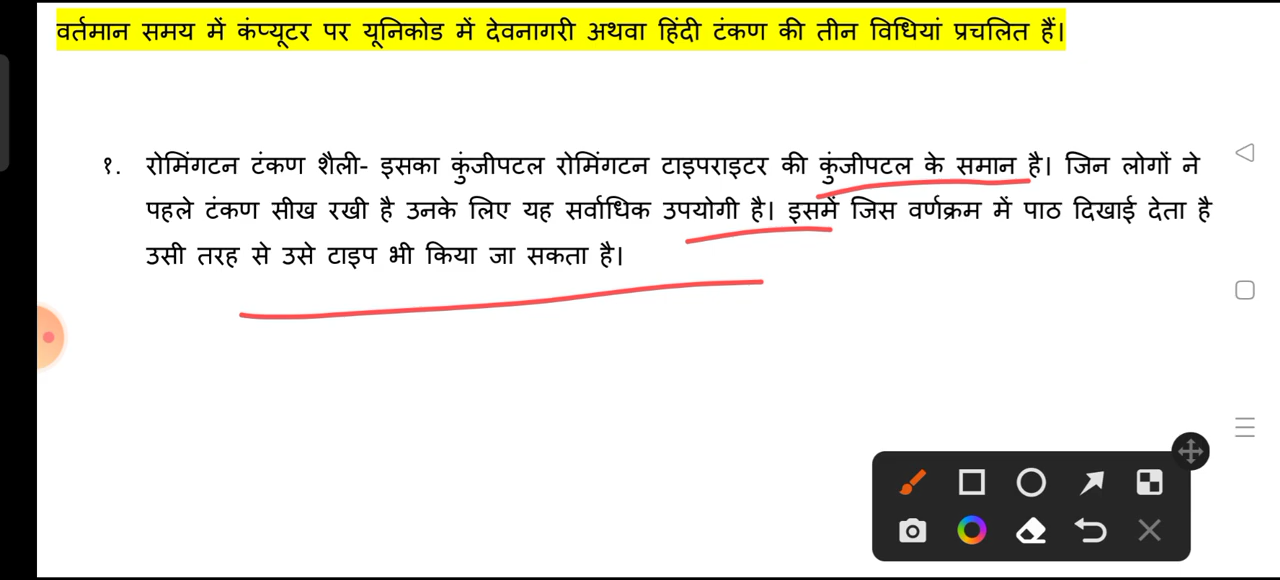 वर्तमान समय में कंप्यूटर पर यूनिकोड में देवनागरी अथवा हिंदी टंकण की तीन विधियां प्रचलित हैं।
१. रोमिंगटन टंकण शैली- इसका कुंजीपटल रोमिंगटन टाइपराइटर की कुंजीपटल के समान है। जिन लोगों ने
पहले टंकण सीख रखी है उनके लिए यह सर्वाधिक उपयोगी है। इसमें जिस वर्णक्रम में पाठ दिखाई देता है
उसी तरह से उसे टाइप भी किया जा सकता है।